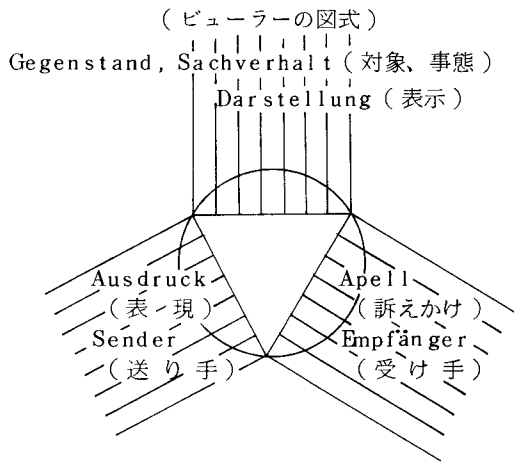 (ビューラーの図式)
Gegenstand, Sachverhalt(対象、事態)
Darstellung(表示)
Ausdruck
(表現)
Sender
(送り手)
Apell
(訴えかけ)
Empfänger
(受け手)